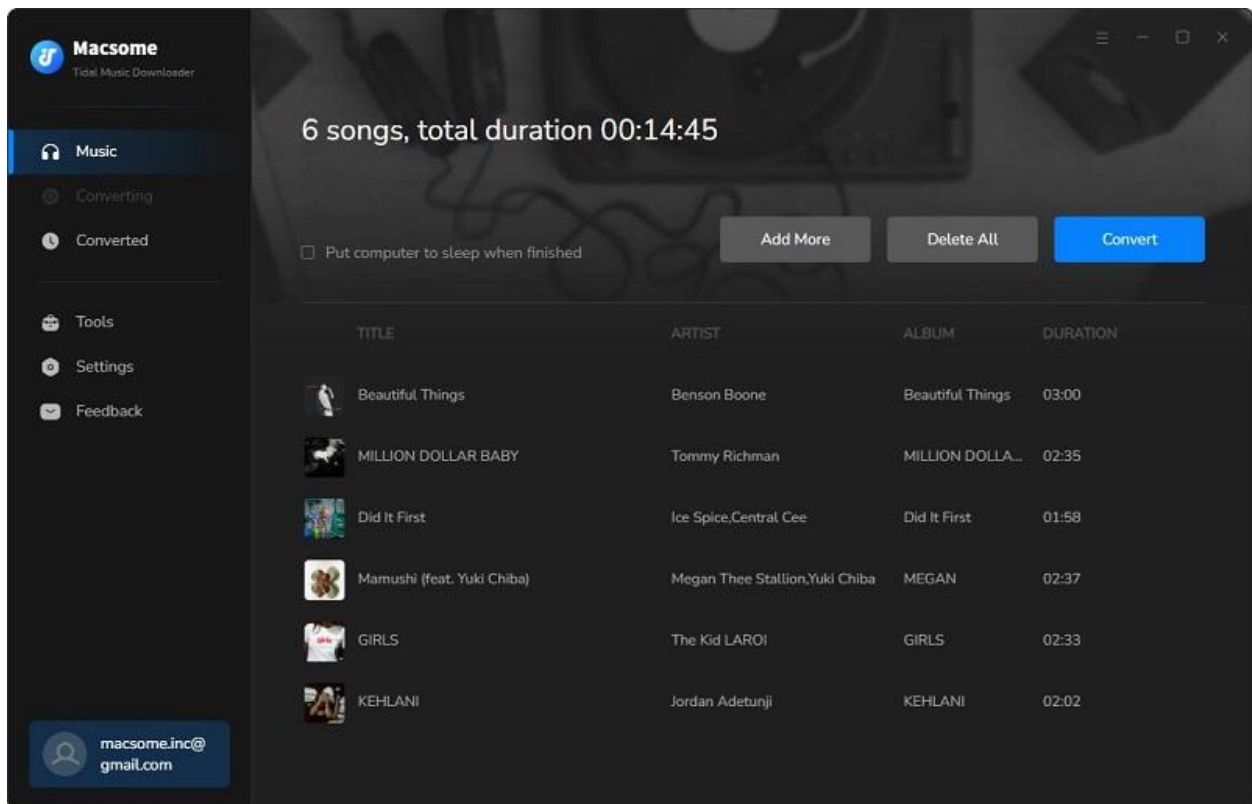 Macsome
Tidal Music Downloader
Music
Converting
Converted
Tools
Settings
Feedback
macsome.inc@
gmail.com
6 songs, total duration 00:14:45
Put computer to sleep when finished
Add More
Delete All
Convert
TITLE ARTIST ALBUM DURATION
Beautiful Things Benson Boone Beautiful Things 03:00
MILLION DOLLAR BABY Tommy Richman MILLION DOLLA... 02:35
Did It First Ice Spice,Central Cee Did It First 01:58
Mamushi (feat. Yuki Chiba) Megan Thee Stallion,Yuki Chiba MEGAN 02:37
GIRLS The Kid LAROI GIRLS 02:33
KEHLANI Jordan Adetunji KEHLANI 02:02